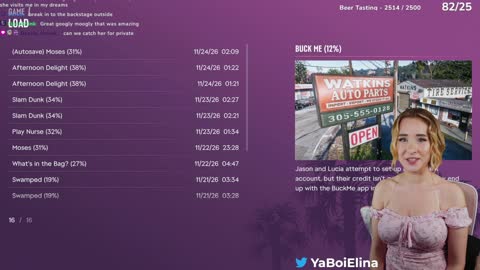 she visits me in my dreams
GAME
LOAD
break in to the backstage outside
Great googly moogly that was amazing
can we catch her for private
Beer Tasting - 2514 / 2500
82/25
(Autosave) Moses (31%) 11/24/26 02:09
Afternoon Delight (38%) 11/24/26 01:22
Afternoon Delight (38%) 11/24/26 01:21
Slam Dunk (34%) 11/23/26 02:27
Slam Dunk (34%) 11/23/26 02:21
Play Nurse (32%) 11/23/26 01:34
Moses (31%) 11/22/26 23:28
What's in the Bag? (27%) 11/22/26 04:47
Swamped (19%) 11/21/26 03:34
Swamped (19%) 11/21/26 03:28
16 / 16
BUCK ME (12%)
WATKINS
AUTO PARTS
305-555-0128
OPEN
WATKINS
TIRE SERVICE
Jason and Lucia attempt to set up
account, but their credit isn't
end
up with the BuckMe app in
YaBoiElina